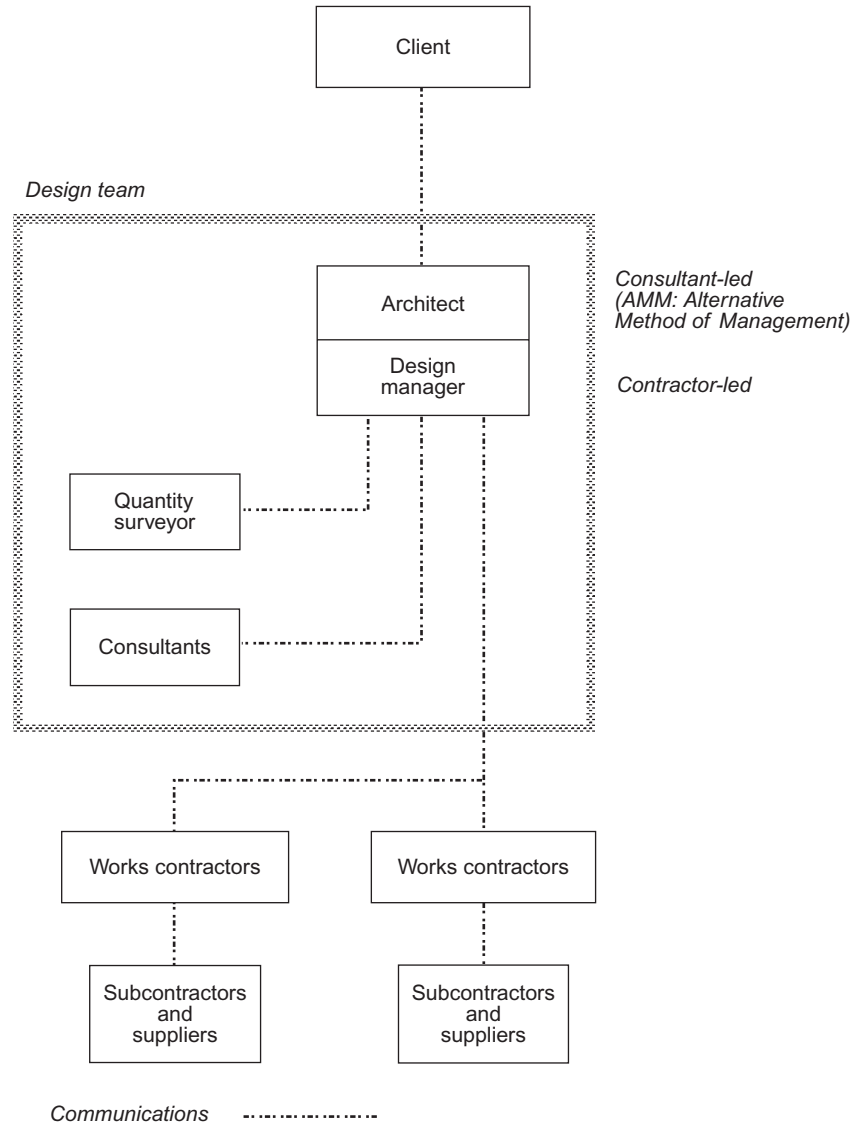 Client
Design team
Architect
Consultant-led
(AMM: Alternative
Method of Management)
Design
manager
Contractor-led
Quantity
surveyor
Consultants
Works contractors
Works contractors
Subcontractors
and
suppliers
Subcontractors
and
suppliers
Communications